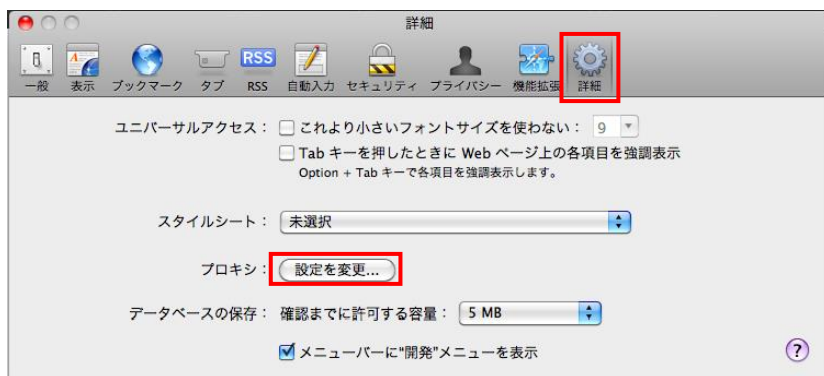 詳細
RSS
一般 表示 ブックマーク タブ RSS 自動入力 セキュリティ プライバシー 機能拡張 詳細
ユニバーサルアクセス： これより小さいフォントサイズを使わない： 9
Tab キーを押したときに Web ページ上の各項目を強調表示
Option + Tab キーで各項目を強調表示します。
スタイルシート： 未選択
プロキシ： 設定を変更...
データベースの保存： 確認までに許可する容量： 5 MB
メニューバーに"開発"メニューを表示 ?